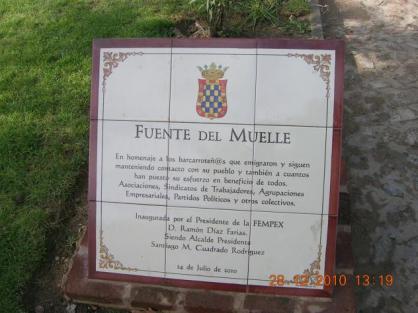 FUENTE DEL MUELLE
En homenaje a los barcarroteñ@s que emigraron y siguen
manteniendo contacto con su pueblo y también a cuantos
han puesto su esfuerzo en beneficio de todos.
Asociaciones, Sindicatos de Trabajadores, Agrupaciones
Empresariales, Partidos Políticos y otros colectivos.
Inaugurada por el Presidente de la FEMPEX
D. Ramón Díaz Farias.
Siendo Alcalde Presidente
Santiago M. Cuadrado Rodríguez
24 de Julio de 2010
28-12-2010 13:19